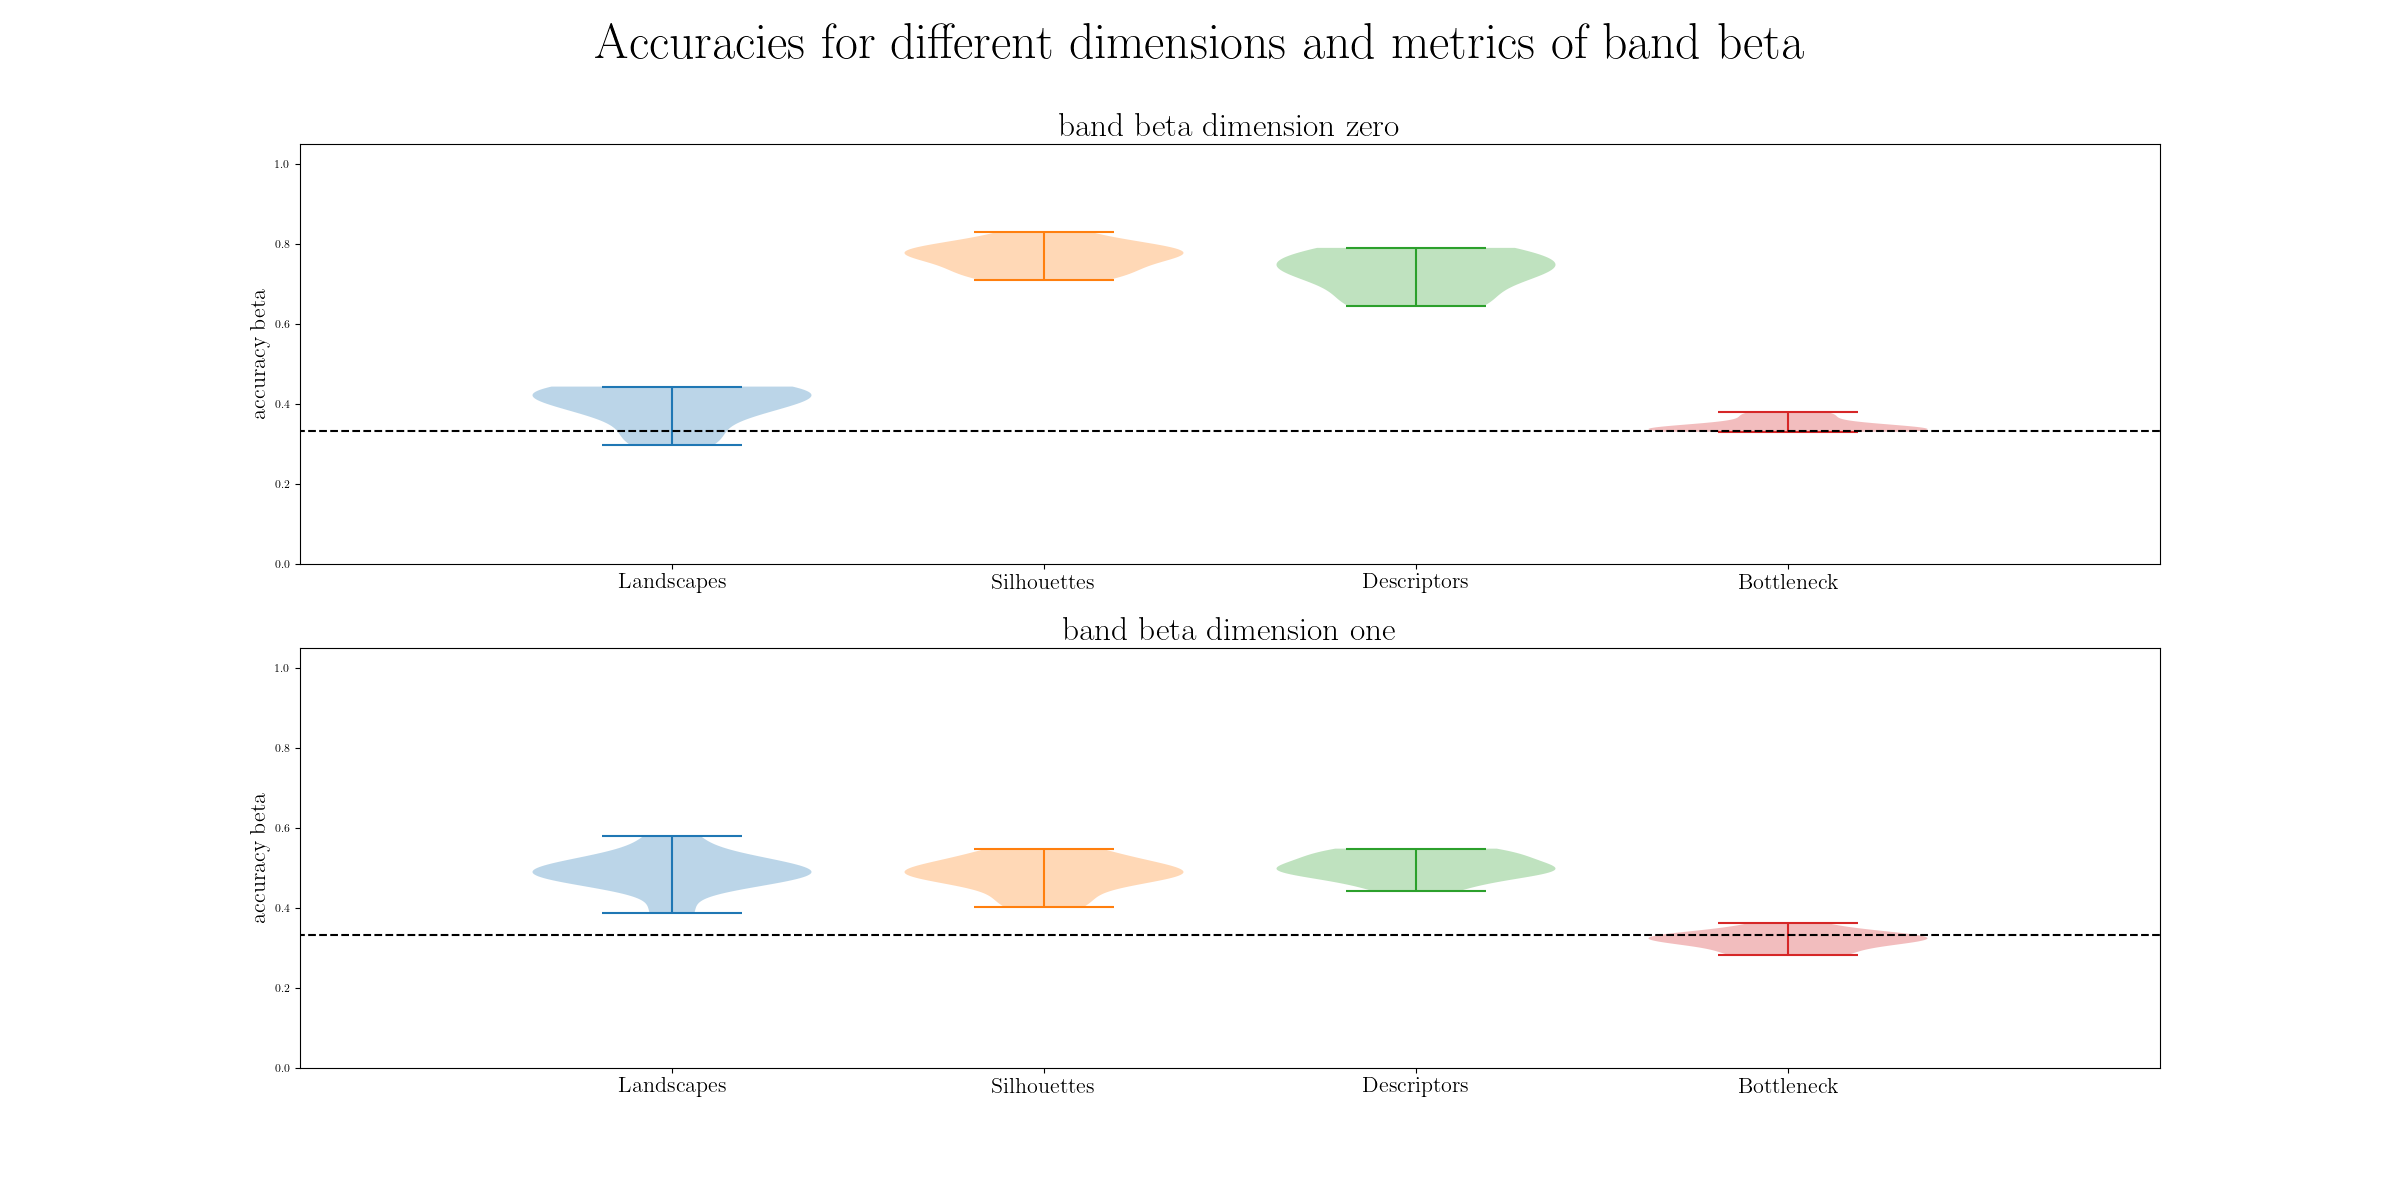 Accuracies for different dimensions and metrics of band beta
band beta dimension zero
accuracy beta
1.0
0.8
0.6
0.4
0.2
0.0
Landscapes Silhouettes Descriptors Bottleneck
band beta dimension one
accuracy beta
1.0
0.8
0.6
0.4
0.2
0.0
Landscapes Silhouettes Descriptors Bottleneck